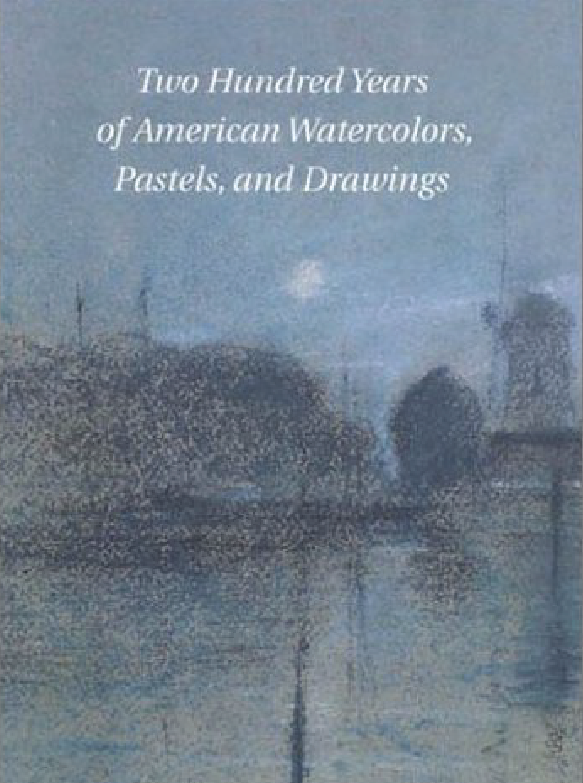 Two Hundred Years
of American Watercolors,
Pastels, and Drawings